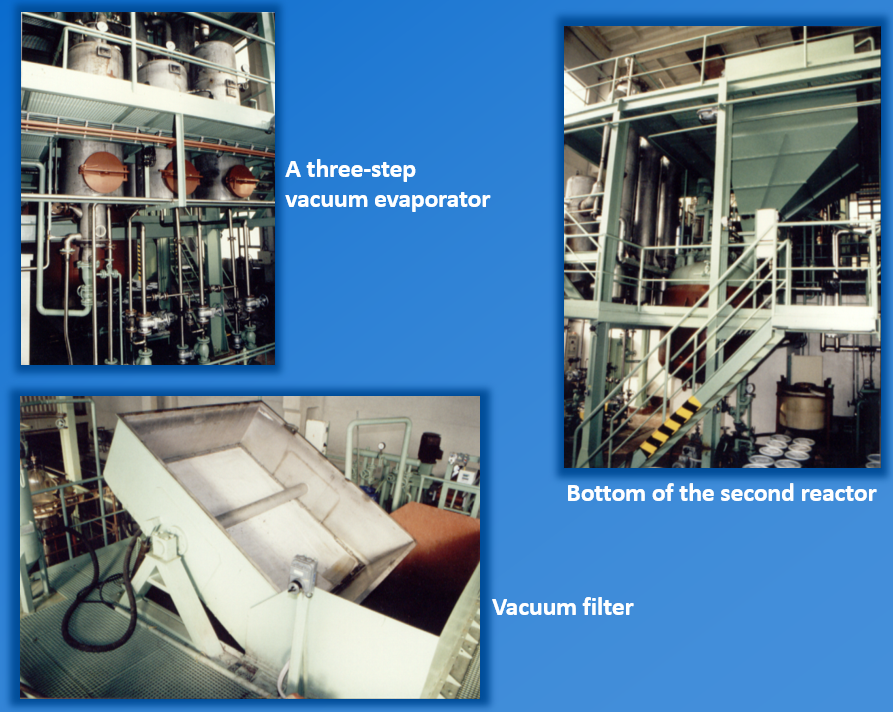 A three-step
vacuum evaporator
Bottom of the second reactor
Vacuum filter